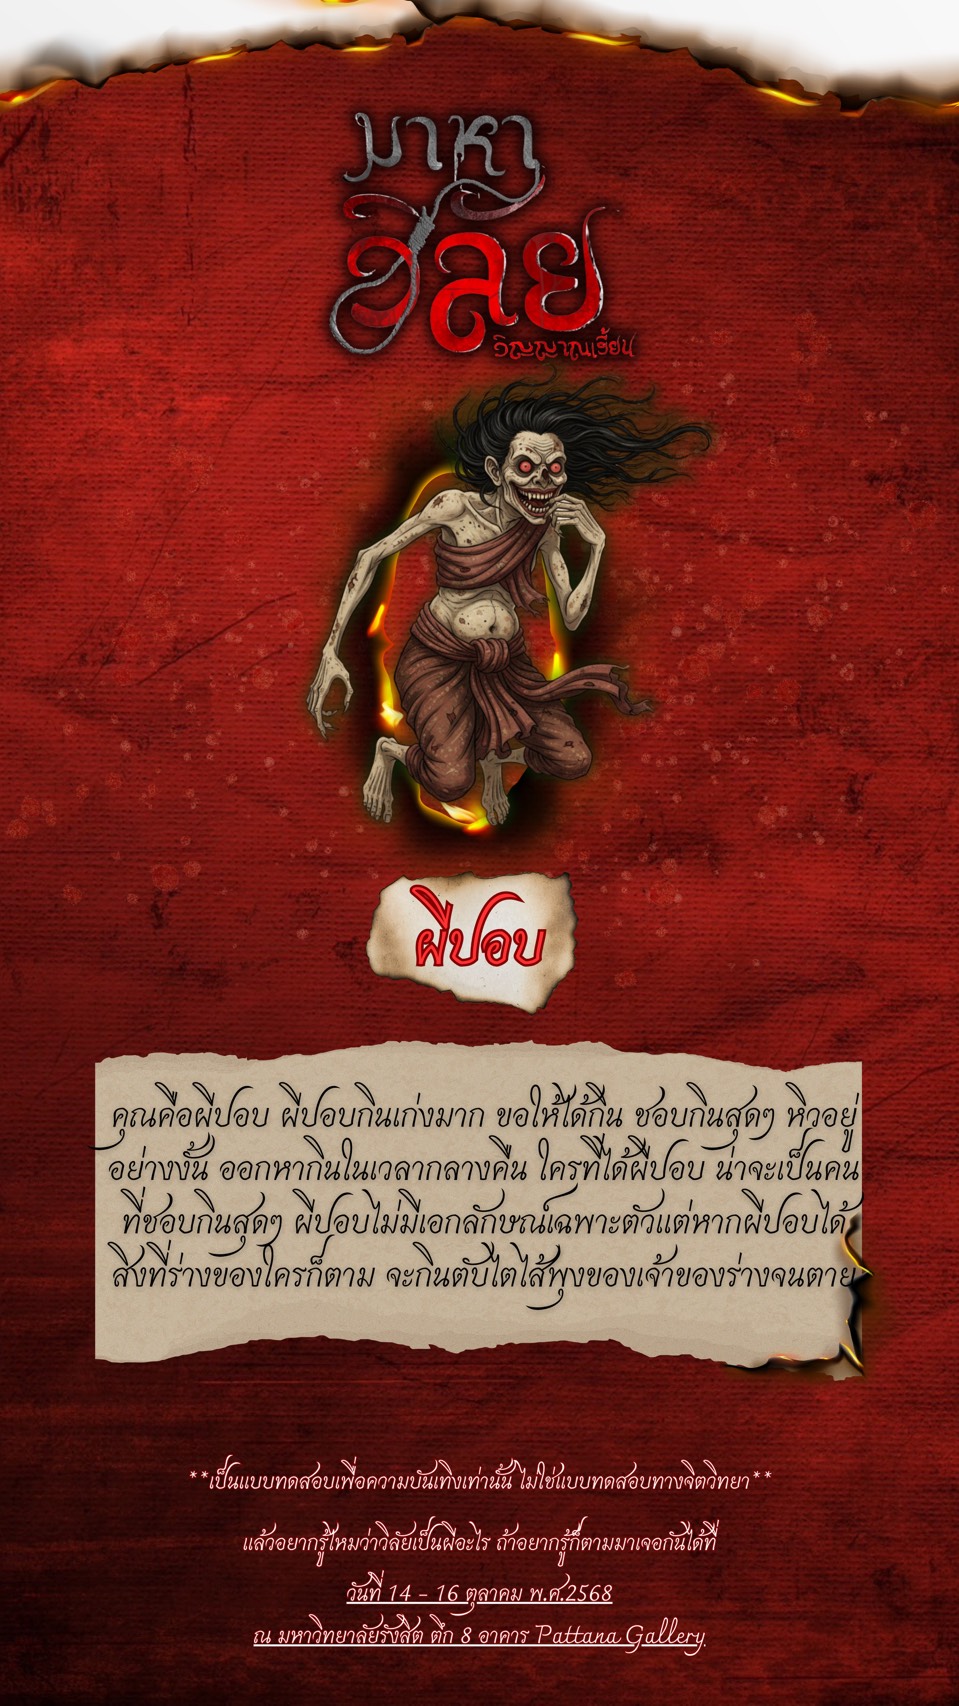 มาหา
วิลัย
วิญญาณเฮี้ยน
ผีปอบ
คุณคือผีปอบ ผีปอบกินเก่งมาก ขอให้ได้กิน ชอบกินสุดๆ หิวอยู่
อย่างงั้น ออกหากินในเวลากลางคืน ใครที่ได้ผีปอบ น่าจะเป็นคน
ที่ชอบกินสุดๆ ผีปอบไม่มีเอกลักษณ์เฉพาะตัวแต่หากผีปอบได้
สิงที่ร่างของใครก็ตาม จะกินตับไตไส้พุงของเจ้าของร่างจนตาย
**เป็นแบบทดสอบเพื่อความบันเทิงเท่านั้น ไม่ใช่แบบทดสอบทางจิตวิทยา**
แล้วอยากรู้ไหมว่าวิลัยเป็นผีอะไร ถ้าอยากรู้ก็ตามมาเจอกันได้ที่
วันที่ 14 - 16 ตุลาคม พ.ศ.2568
ณ มหาวิทยาลัยรังสิต ตึก 8 อาคาร Pattana Gallery